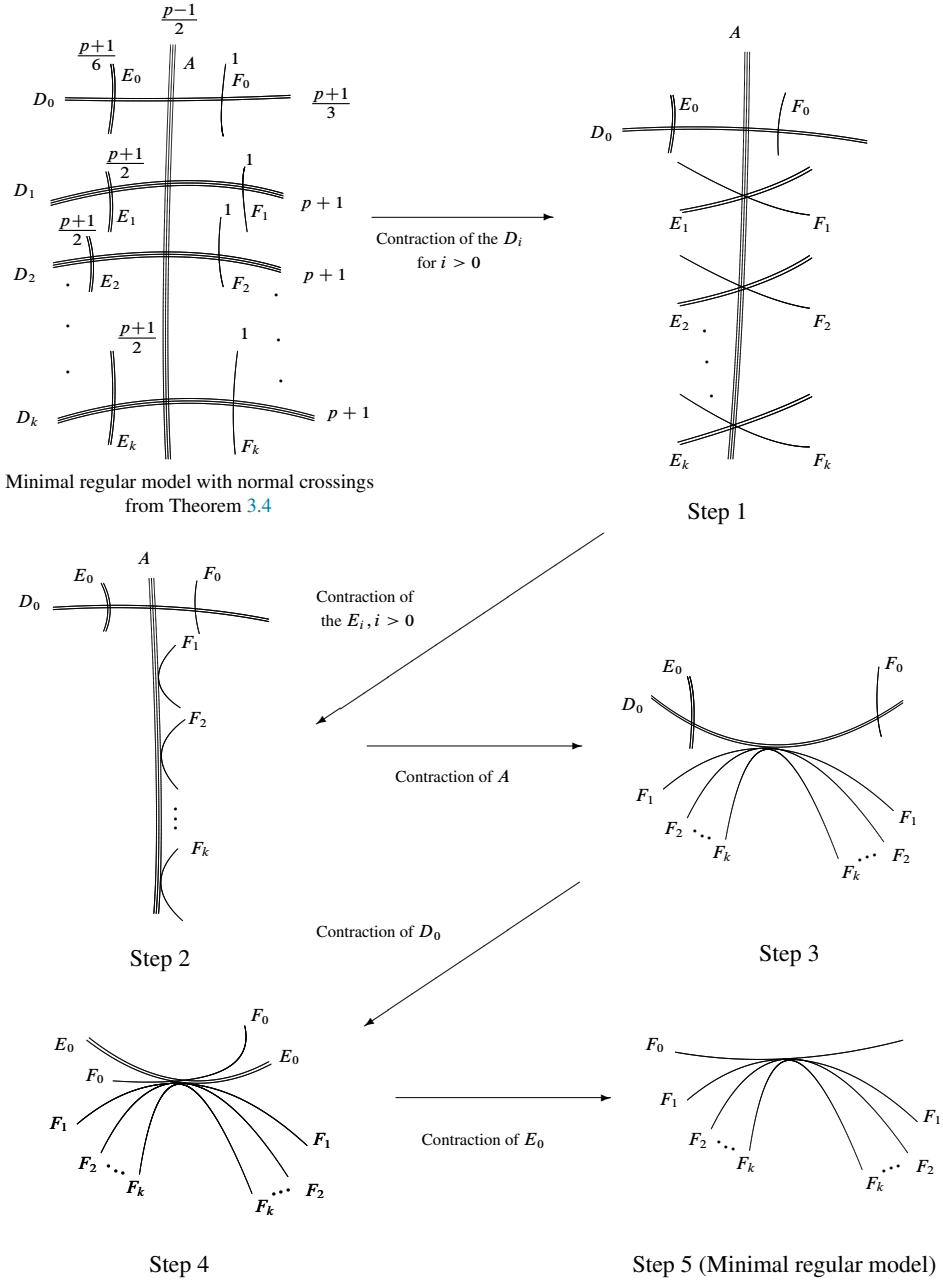 p−1
2
p+1
6
E₀
A
1
F₀
D₀
p+1
3
p+1
2
1
D₁
p + 1
E₁
F₁
p+1
2
1
D₂
E₂
F₂
p + 1
p+1
2
1
Dₖ
p + 1
Eₖ
Fₖ
Minimal regular model with normal crossings
from Theorem 3.4
Contraction of the Dᵢ
for i > 0
A
E₀
F₀
D₀
E₁
F₁
E₂
F₂
Eₖ
Fₖ
Step 1
Contraction of
the Eᵢ, i > 0
A
E₀
F₀
D₀
F₁
F₂
Fₖ
Step 2
Contraction of A
E₀
F₀
D₀
F₁
F₁
F₂
F₂
Fₖ
Fₖ
Step 3
Contraction of D₀
F₀
E₀
E₀
F₀
F₁
F₁
F₂
F₂
Fₖ
Fₖ
Step 4
Contraction of E₀
F₀
F₁
F₁
F₂
F₂
Fₖ
Fₖ
Step 5 (Minimal regular model)